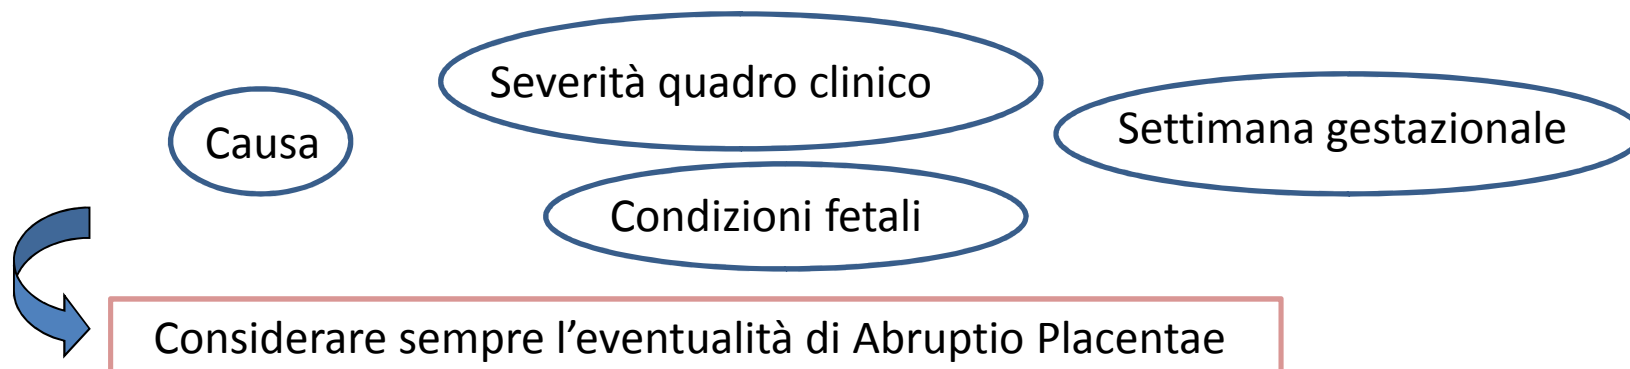 Severità quadro clinico
Causa
Settimana gestazionale
Condizioni fetali
Considerare sempre l’eventualità di Abruptio Placentae